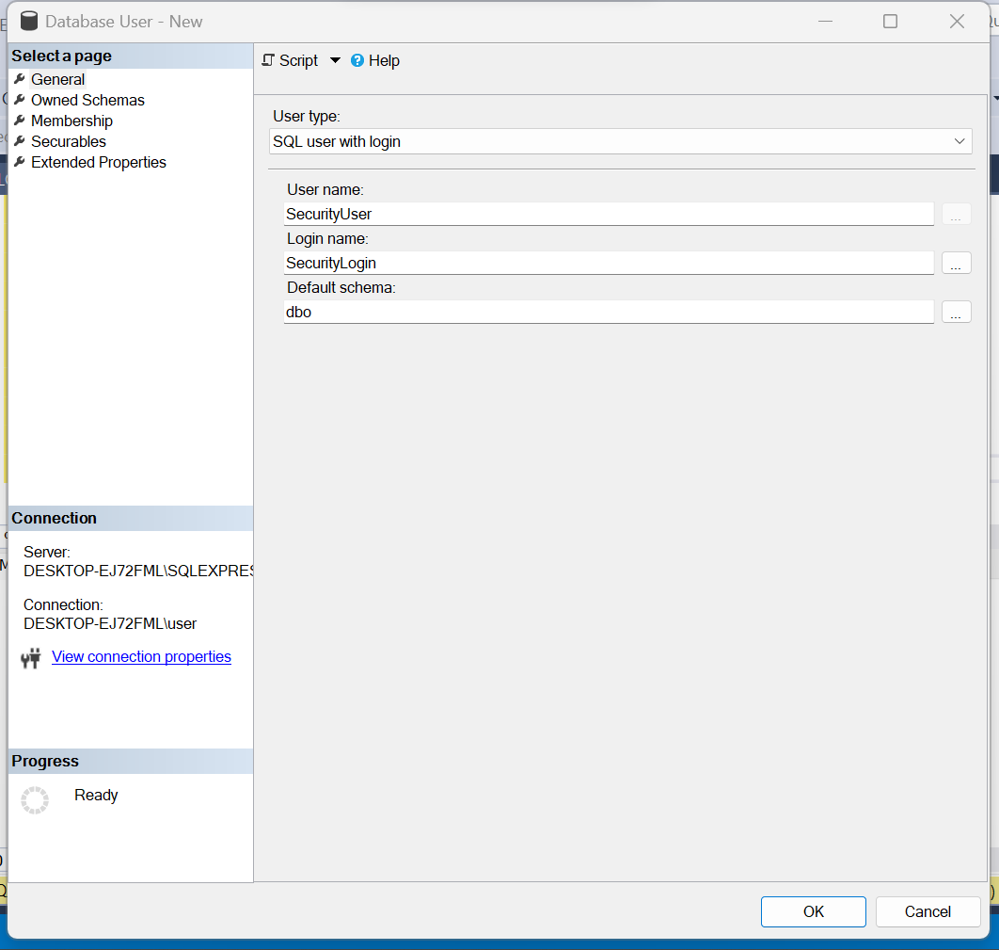 Database User - New
Select a page
General
Owned Schemas
Membership
Securables
Extended Properties
Script
Help
User type:
SQL user with login
User name:
SecurityUser
...
Login name:
SecurityLogin
...
Default schema:
dbo
...
Connection
Server:
DESKTOP-EJ72FML\SQLEXPRES
Connection:
DESKTOP-EJ72FML\user
View connection properties
Progress
Ready
OK
Cancel